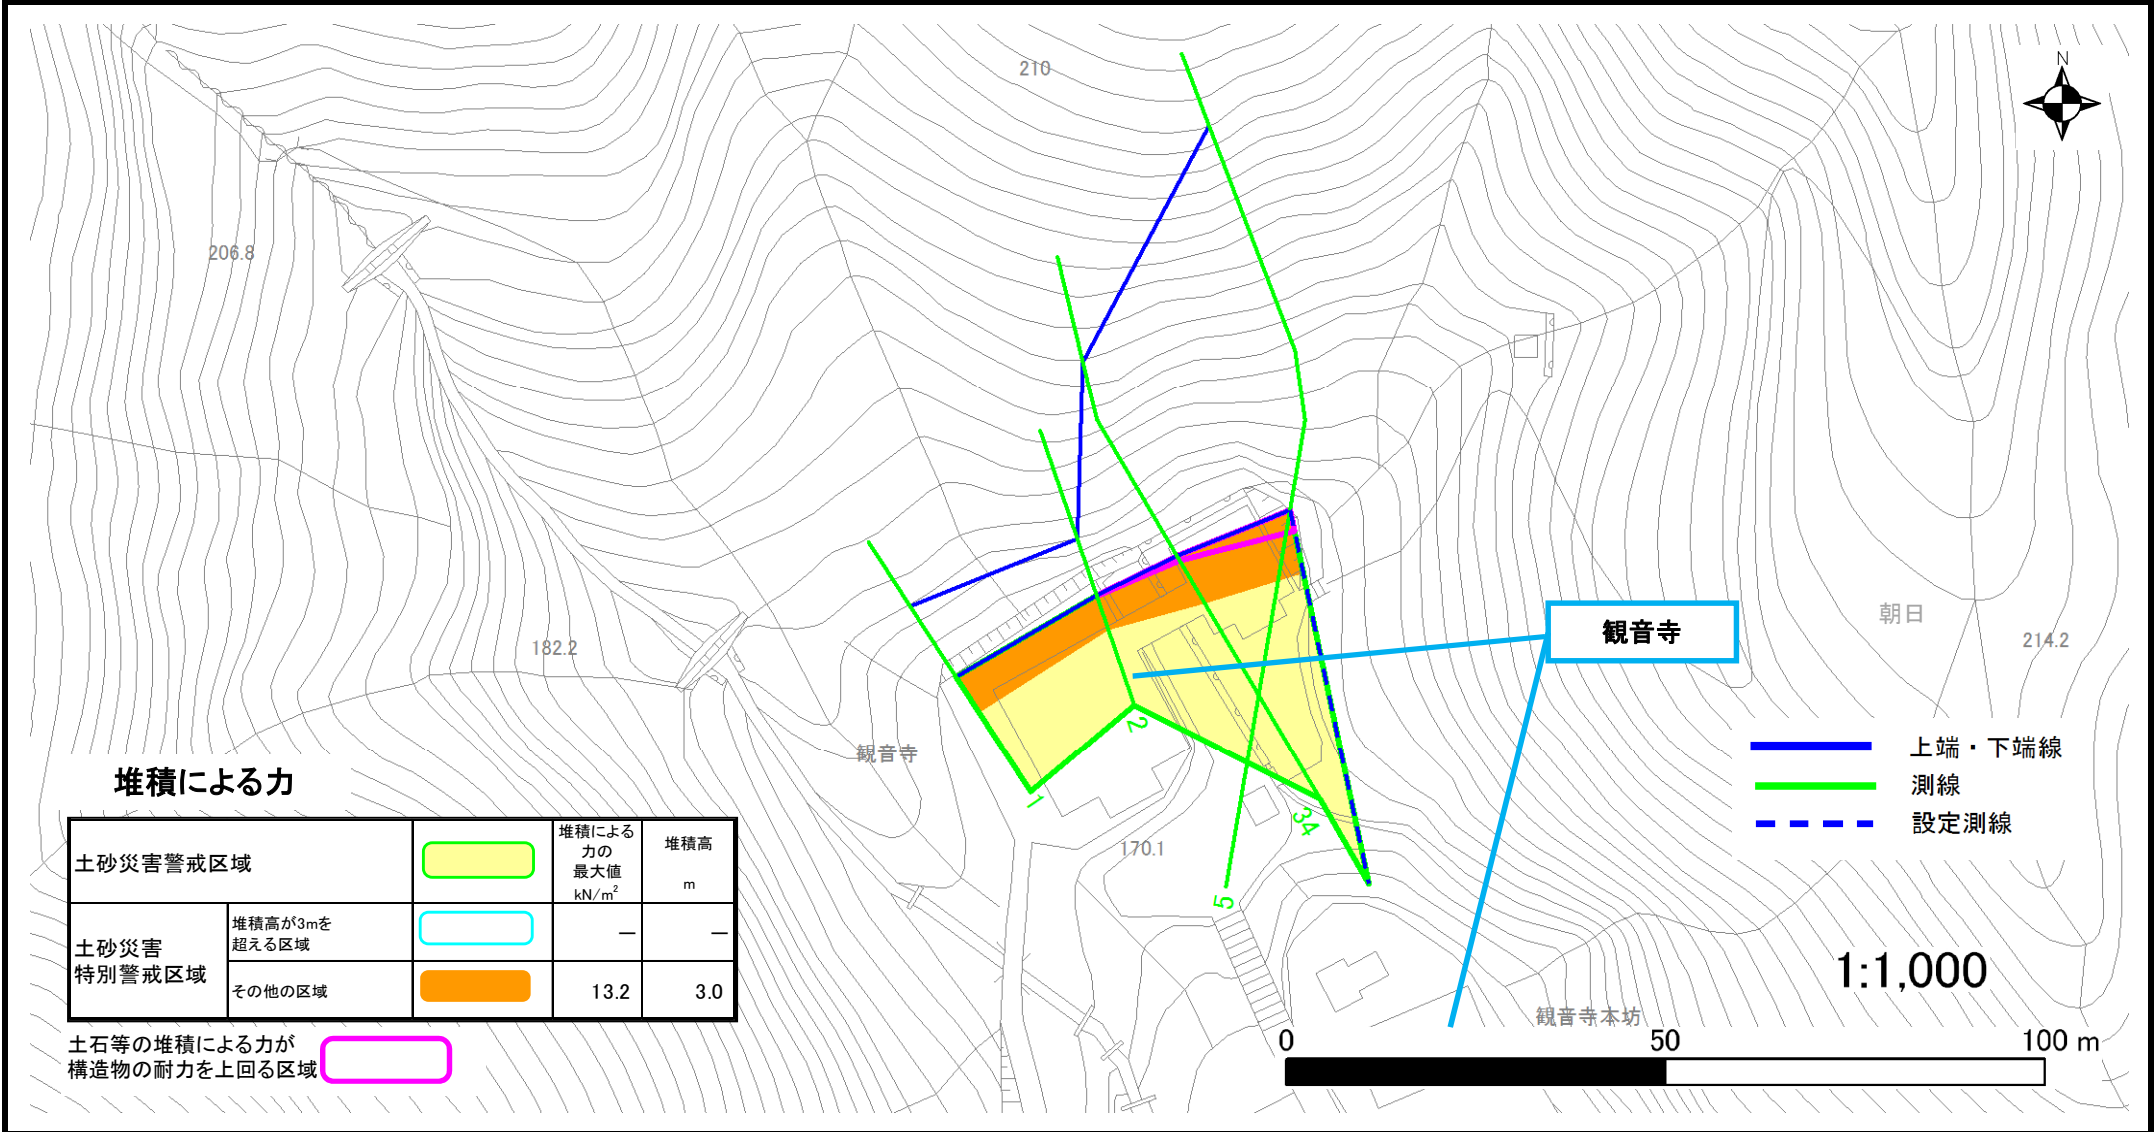 210
N
206.8
観音寺
朝日
214.2
182.2
観音寺
2
1
34
5
170.1
上端・下端線
測線
設定測線
堆積による力
堆積による
力の
最大値
kN/m²
堆積高
m
土砂災害警戒区域
土砂災害
特別警戒区域
堆積高が3mを
超える区域
—
—
その他の区域
13.2
3.0
土石等の堆積による力が
構造物の耐力を上回る区域
1:1,000
観音寺本坊
0
50
100 m